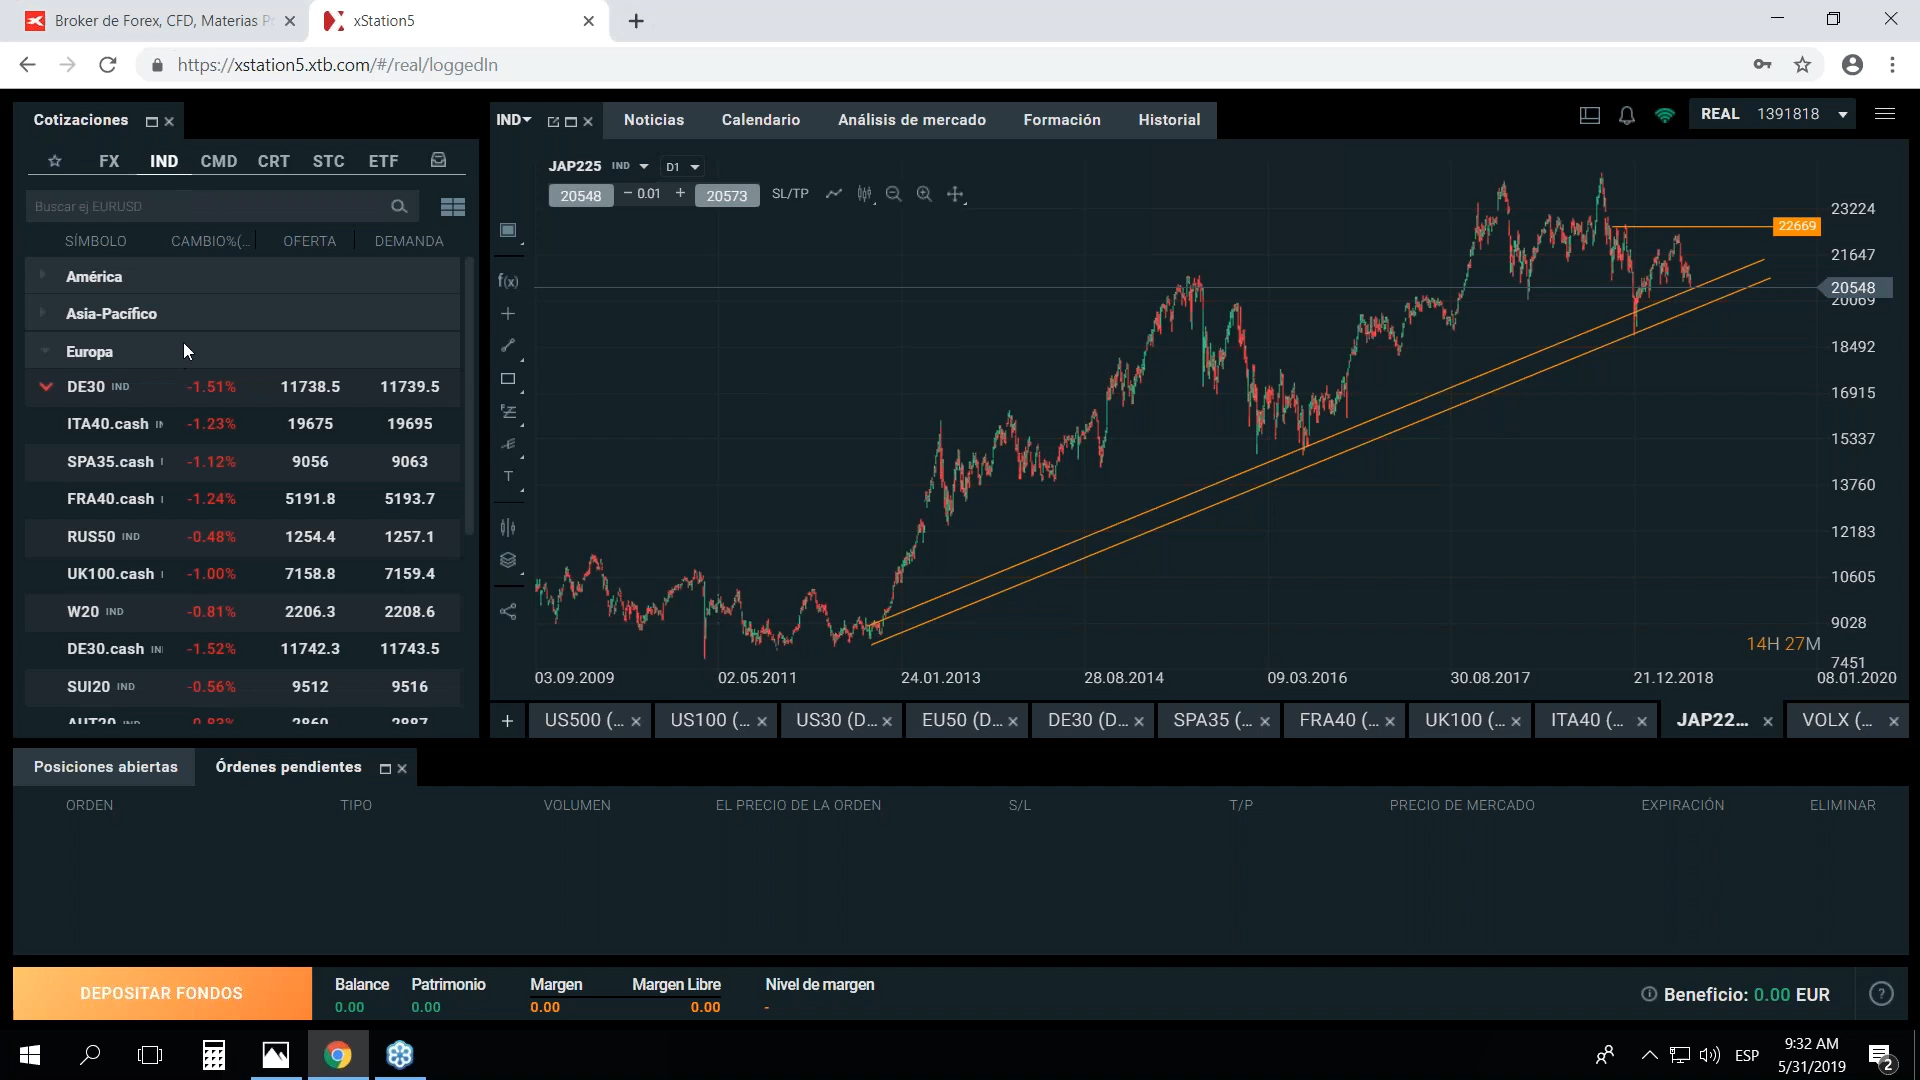 Broker de Forex, CFD, Materias Pr
xStation5
https://xstation5.xtb.com/#/real/loggedIn
Cotizaciones
IND
Noticias
Calendario
Análisis de mercado
Formación
Historial
REAL 1391818
FX IND CMD CRT STC ETF
Buscar ej EURUSD
SÍMBOLO CAMBIO%(... OFERTA DEMANDA
América
Asia-Pacífico
Europa
DE30 IND -1.51% 11738.5 11739.5
ITA40.cash -1.23% 19675 19695
SPA35.cash -1.12% 9056 9063
FRA40.cash -1.24% 5191.8 5193.7
RUS50 IND -0.48% 1254.4 1257.1
UK100.cash -1.00% 7158.8 7159.4
W20 IND -0.81% 2206.3 2208.6
DE30.cash IN -1.52% 11742.3 11743.5
SUI20 IND -0.56% 9512 9516
JAP225 IND D1
20548 − 0.01 + 20573 SL/TP
f(x)
T
23224
22669
21647
20548
20069
18492
16915
15337
13760
12183
10605
9028
14H 27M
7451
03.09.2009 02.05.2011 24.01.2013 28.08.2014 09.03.2016 30.08.2017 21.12.2018 08.01.2020
+ US500 (... US100 (... US30 (D... EU50 (D... DE30 (D... SPA35 (... FRA40 (... UK100 (... ITA40 (... JAP22... VOLX (...
Posiciones abiertas
Órdenes pendientes
ORDEN TIPO VOLUMEN EL PRECIO DE LA ORDEN S/L T/P PRECIO DE MERCADO EXPIRACIÓN ELIMINAR
DEPOSITAR FONDOS
Balance Patrimonio Margen Margen Libre Nivel de margen
0.00 0.00 0.00 0.00 -
Beneficio: 0.00 EUR
ESP
9:32 AM
5/31/2019
2